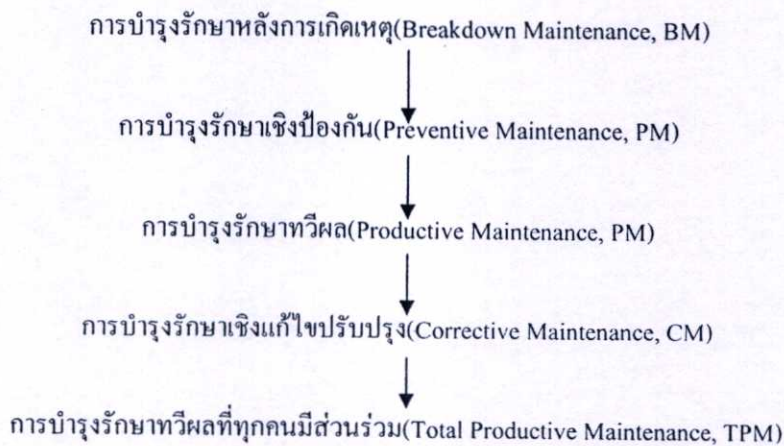 การบำรุงรักษาหลังการเกิดเหตุ(Breakdown Maintenance, BM)
การบำรุงรักษาเชิงป้องกัน(Preventive Maintenance, PM)
การบำรุงรักษาทวีผล(Productive Maintenance, PM)
การบำรุงรักษาเชิงแก้ไขปรับปรุง(Corrective Maintenance, CM)
การบำรุงรักษาทวีผลที่ทุกคนมีส่วนร่วม(Total Productive Maintenance, TPM)